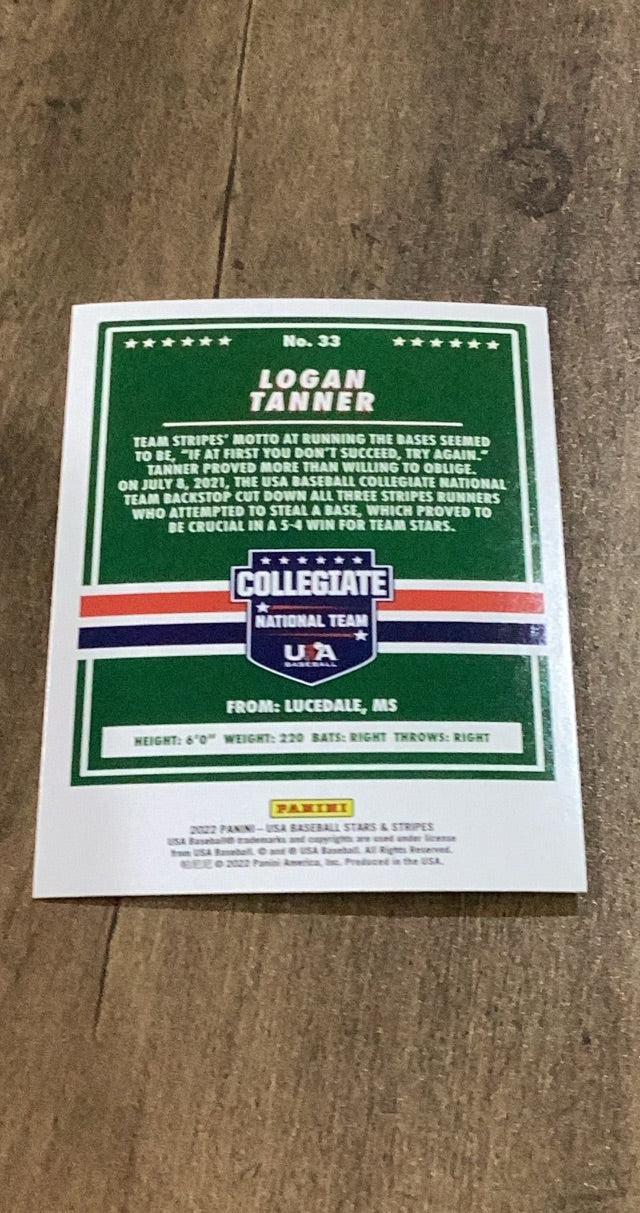 No. 33
LOGAN
TANNER
TEAM STRIPES' MOTTO AT RUNNING THE BASES SEEMED
TO BE, "IF AT FIRST YOU DON'T SUCCEED, TRY AGAIN."
TANNER PROVED MORE THAN WILLING TO OBLIGE.
ON JULY 8, 2021, THE USA BASEBALL COLLEGIATE NATIONAL
TEAM BACKSTOP CUT DOWN ALL THREE STRIPES RUNNERS
WHO ATTEMPTED TO STEAL A BASE, WHICH PROVED TO
BE CRUCIAL IN A 5-4 WIN FOR TEAM STARS.
COLLEGIATE
NATIONAL TEAM
USA
BASEBALL
FROM: LUCEDALE, MS
HEIGHT: 6'0" WEIGHT: 220 BATS: RIGHT THROWS: RIGHT
PANINI
2022 PANINI – USA BASEBALL STARS & STRIPES
USA Baseball® trademarks and copyrights are used under license
from USA Baseball. © and ® USA Baseball. All Rights Reserved.
© 2022 Panini America, Inc. Produced in the USA.